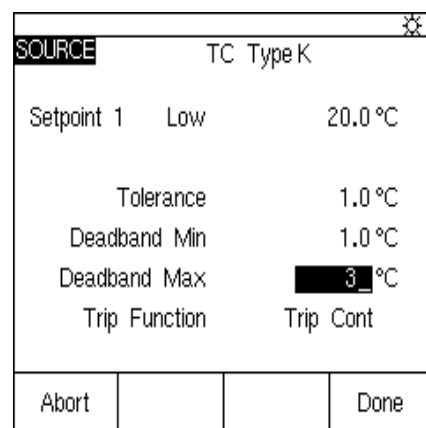 SOURCE TC Type K
Setpoint 1 Low 20.0 °C
Tolerance 1.0 °C
Deadband Min 1.0 °C
Deadband Max 3_ °C
Trip Function Trip Cont
Abort Done